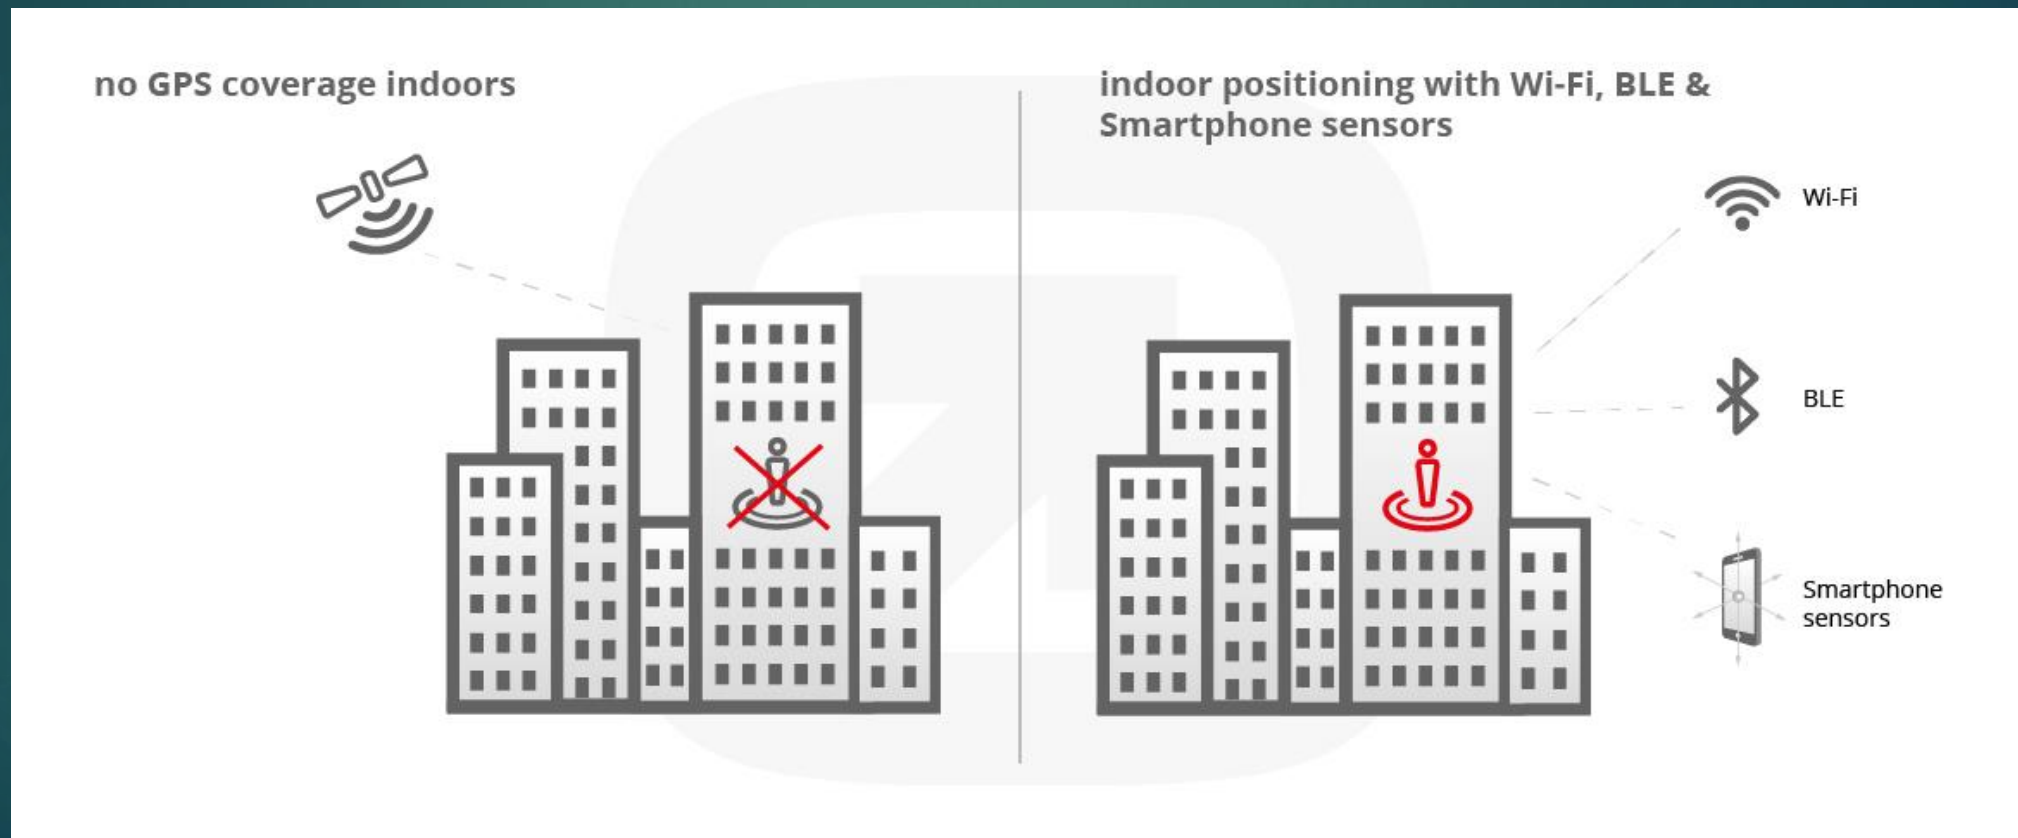 no GPS coverage indoors
indoor positioning with Wi-Fi, BLE &
Smartphone sensors
Wi-Fi
BLE
Smartphone
sensors